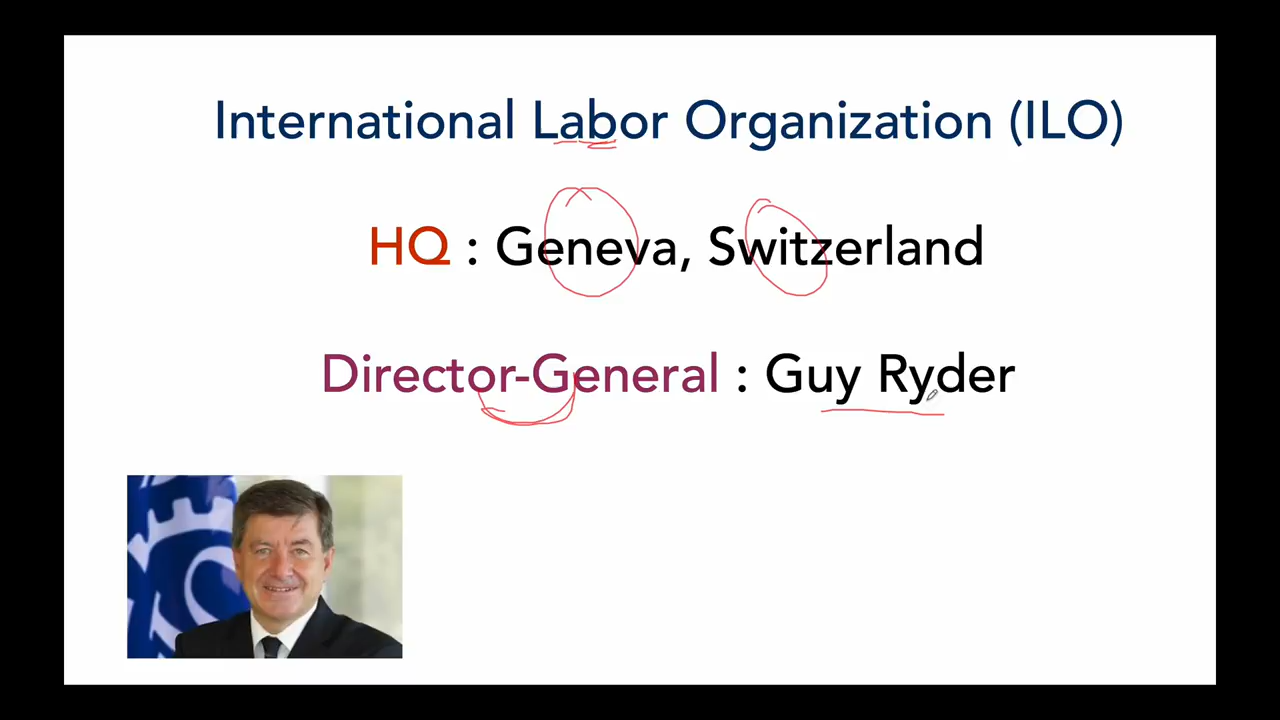 International Labor Organization (ILO)
HQ : Geneva, Switzerland
Director-General : Guy Ryder